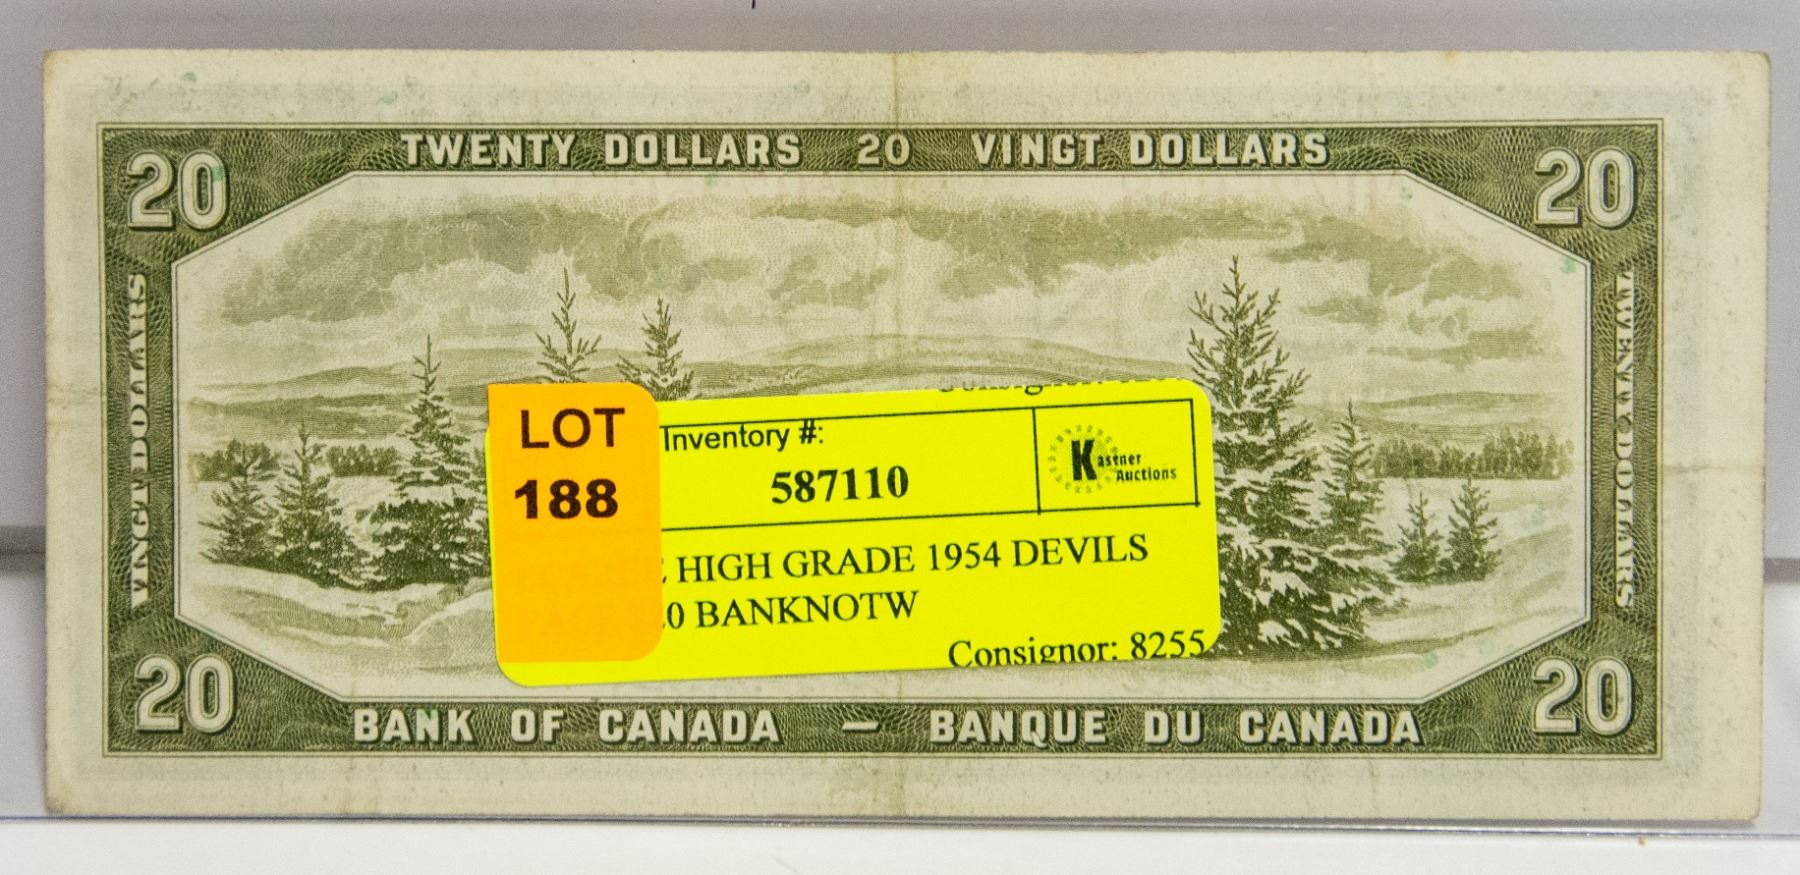 TWENTY DOLLARS 20 VINGT DOLLARS
20
20
VINGT DOLLARS
TWENTY DOLLARS
LOT
188
Inventory #:
587110
Kastner
Auctions
HIGH GRADE 1954 DEVILS
0 BANKNOTW
Consignor: 8255
20
20
BANK OF CANADA — BANQUE DU CANADA